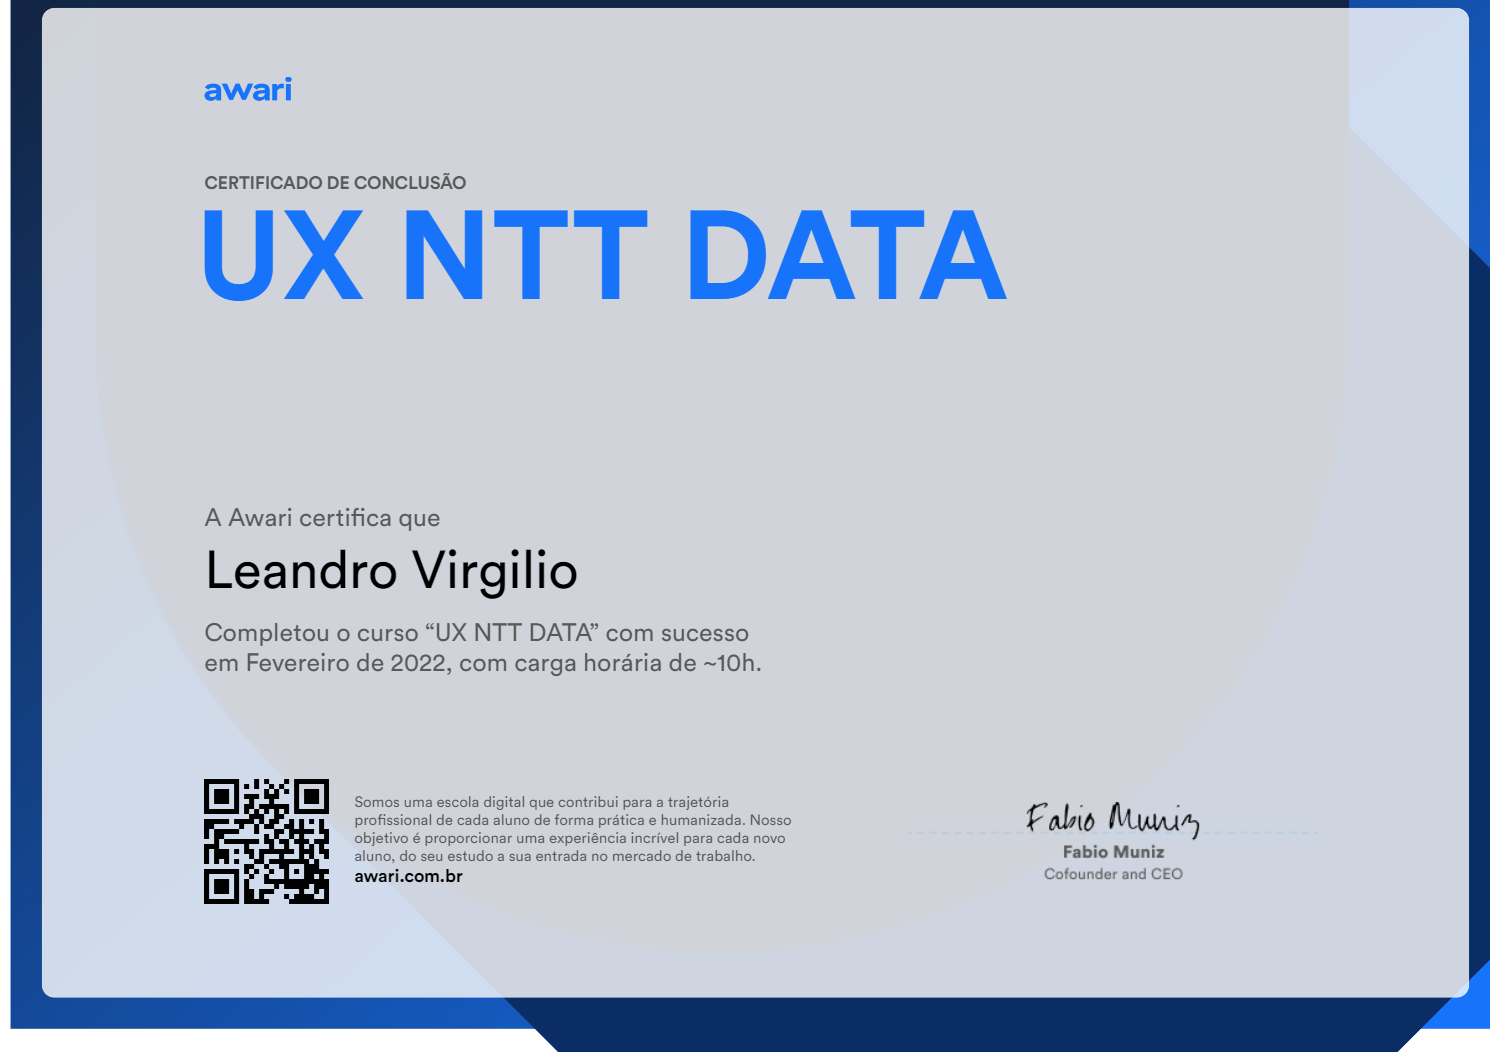 awari
CERTIFICADO DE CONCLUSÃO
UX NTT DATA
A Awari certifica que
Leandro Virgilio
Completou o curso “UX NTT DATA” com sucesso
em Fevereiro de 2022, com carga horária de ~10h.
Somos uma escola digital que contribui para a trajetória
profissional de cada aluno de forma prática e humanizada. Nosso
objetivo é proporcionar uma experiência incrível para cada novo
aluno, do seu estudo a sua entrada no mercado de trabalho.
awari.com.br
Fabio Muniz
Fabio Muniz
Cofounder and CEO